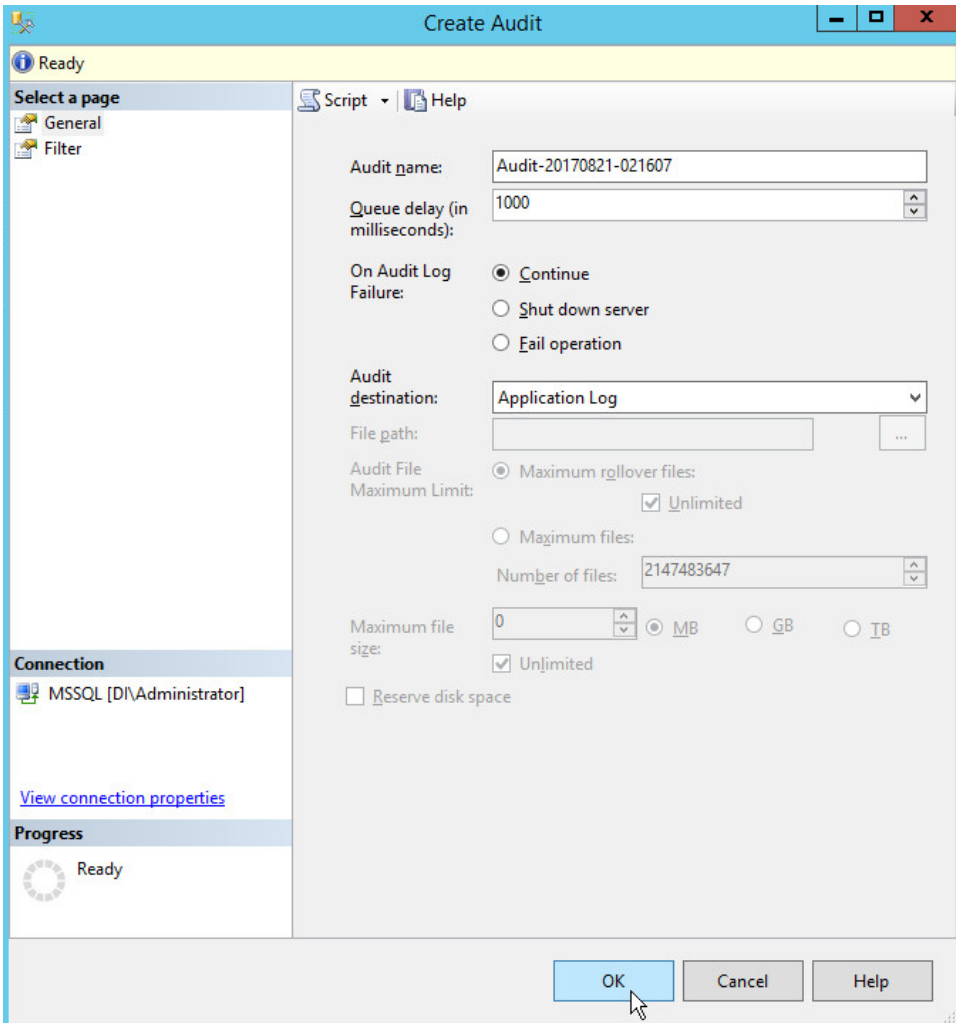 Create Audit
Ready
Select a page
General
Filter
Script
Help
Audit name:
Audit-20170821-021607
Queue delay (in
milliseconds):
1000
On Audit Log
Failure:
Continue
Shut down server
Fail operation
Audit
destination:
Application Log
File path:
...
Audit File
Maximum Limit:
Maximum rollover files:
Unlimited
Maximum files:
Number of files:
2147483647
Maximum file
size:
0
MB
GB
TB
Unlimited
Reserve disk space
Connection
MSSQL [DI\Administrator]
View connection properties
Progress
Ready
OK
Cancel
Help